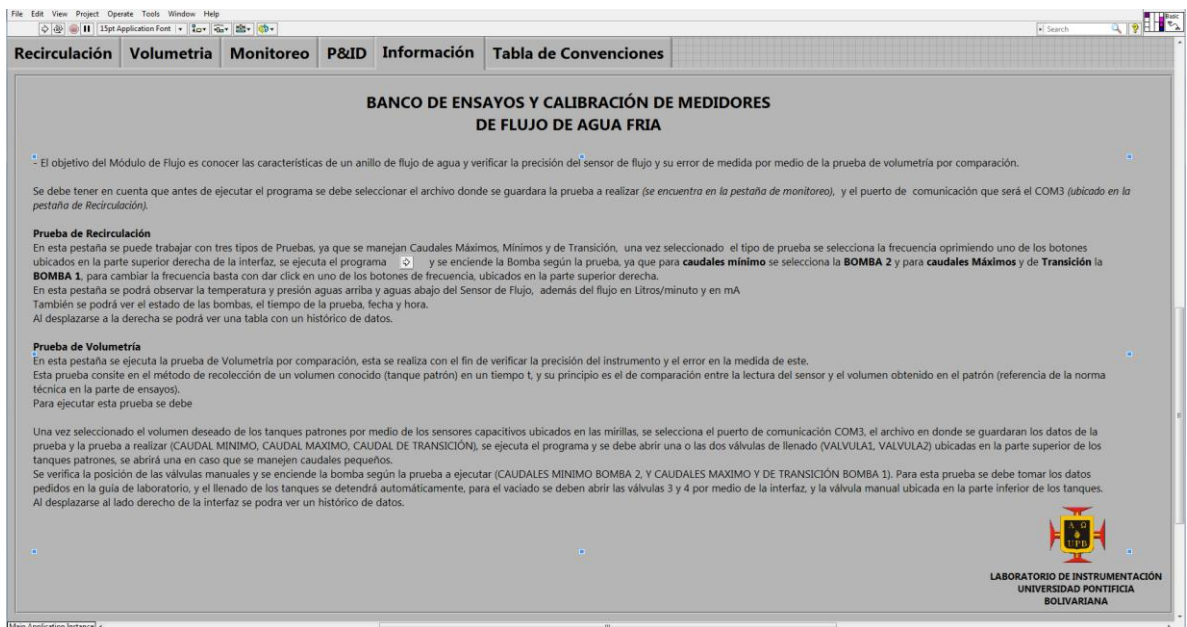 File Edit View Project Operate Tools Window Help
15pt Application Font
Search
Basic
Recirculación Volumetria Monitoreo P&ID Información Tabla de Convenciones
BANCO DE ENSAYOS Y CALIBRACIÓN DE MEDIDORES
DE FLUJO DE AGUA FRIA
- El objetivo del Módulo de Flujo es conocer las características de un anillo de flujo de agua y verificar la precisión del sensor de flujo y su error de medida por medio de la prueba de volumetría por comparación.
Se debe tener en cuenta que antes de ejecutar el programa se debe seleccionar el archivo donde se guardara la prueba a realizar (se encuentra en la pestaña de monitoreo), y el puerto de comunicación que será el COM3 (ubicado en la
pestaña de Recirculación).
Prueba de Recirculación
En esta pestaña se puede trabajar con tres tipos de Pruebas, ya que se manejan Caudales Máximos, Mínimos y de Transición, una vez seleccionado el tipo de prueba se selecciona la frecuencia oprimiendo uno de los botones
ubicados en la parte superior derecha de la interfaz, se ejecuta el programa y se enciende la Bomba según la prueba, ya que para caudales mínimo se selecciona la BOMBA 2 y para caudales Máximos y de Transición la
BOMBA 1, para cambiar la frecuencia basta con dar click en uno de los botones de frecuencia, ubicados en la parte superior derecha.
En esta pestaña se podrá observar la temperatura y presión aguas arriba y aguas abajo del Sensor de Flujo, además del flujo en Litros/minuto y en mA
También se podrá ver el estado de las bombas, el tiempo de la prueba, fecha y hora.
Al desplazarse a la derecha se podrá ver una tabla con un histórico de datos.
Prueba de Volumetría
En esta pestaña se ejecuta la prueba de Volumetría por comparación, esta se realiza con el fin de verificar la precisión del instrumento y el error en la medida de este.
Esta prueba consite en el método de recolección de un volumen conocido (tanque patrón) en un tiempo t, y su principio es el de comparación entre la lectura del sensor y el volumen obtenido en el patrón (referencia de la norma
técnica en la parte de ensayos).
Para ejecutar esta prueba se debe
Una vez seleccionado el volumen deseado de los tanques patrones por medio de los sensores capacitivos ubicados en las mirillas, se selecciona el puerto de comunicación COM3, el archivo en donde se guardaran los datos de la
prueba y la prueba a realizar (CAUDAL MINIMO, CAUDAL MAXIMO, CAUDAL DE TRANSICIÓN), se ejecuta el programa y se debe abrir una o las dos válvulas de llenado (VALVULA1, VALVULA2) ubicadas en la parte superior de los
tanques patrones, se abrirá una en caso que se manejen caudales pequeños.
Se verifica la posición de las válvulas manuales y se enciende la bomba según la prueba a ejecutar (CAUDALES MINIMO BOMBA 2, Y CAUDALES MAXIMO Y DE TRANSICIÓN BOMBA 1). Para esta prueba se debe tomar los datos
pedidos en la guía de laboratorio, y el llenado de los tanques se detendrá automáticamente, para el vaciado se deben abrir las válvulas 3 y 4 por medio de la interfaz, y la válvula manual ubicada en la parte inferior de los tanques.
Al desplazarse al lado derecho de la interfaz se podra ver un histórico de datos.
Α Ω
UPB
LABORATORIO DE INSTRUMENTACIÓN
UNIVERSIDAD PONTIFICIA
BOLIVARIANA
Main Application Instance